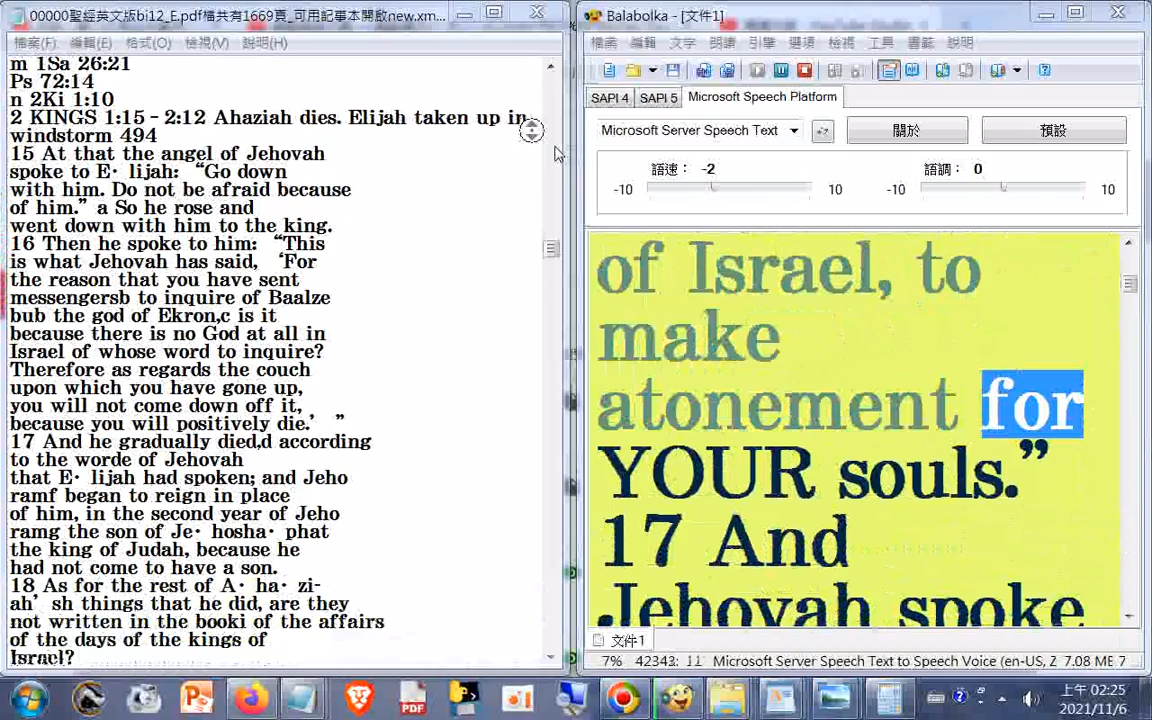 00000聖經英文版bi12_E.pdf檔共有1669頁_可用記事本開啟new.xm...
檔案(F) 編輯(E) 格式(O) 檢視(V) 說明(H)
m 1Sa 26:21
Ps 72:14
n 2Ki 1:10
2 KINGS 1:15 – 2:12 Ahaziah dies. Elijah taken up in
windstorm 494
15 At that the angel of Jehovah
spoke to E· lijah: “Go down
with him. Do not be afraid because
of him.” a So he rose and
went down with him to the king.
16 Then he spoke to him: “This
is what Jehovah has said, ‘For
the reason that you have sent
messengersb to inquire of Baalze
bub the god of Ekron,c is it
because there is no God at all in
Israel of whose word to inquire?
Therefore as regards the couch
upon which you have gone up,
you will not come down off it,
because you will positively die.’ ”
17 And he gradually died,d according
to the worde of Jehovah
that E· lijah had spoken; and Jeho
ramf began to reign in place
of him, in the second year of Jeho
ramg the son of Je· hosha· phat
the king of Judah, because he
had not come to have a son.
18 As for the rest of A· ha· zi-
ah’ sh things that he did, are they
not written in the booki of the affairs
of the days of the kings of
Israel?
Balabolka - [文件1]
檔案 編輯 文字 朗讀 引擎 選項 檢視 工具 書籤 說明
SAPI 4 SAPI 5 Microsoft Speech Platform
Microsoft Server Speech Text 關於 預設
語速： -2 語調： 0
-10 10 -10 10
of Israel, to
make
atonement for
YOUR souls.”
17 And
Jehovah spoke
文件1
7% 42343: 11 Microsoft Server Speech Text to Speech Voice (en-US, Z 7.08 ME 7
PDF
上午 02:25
2021/11/6